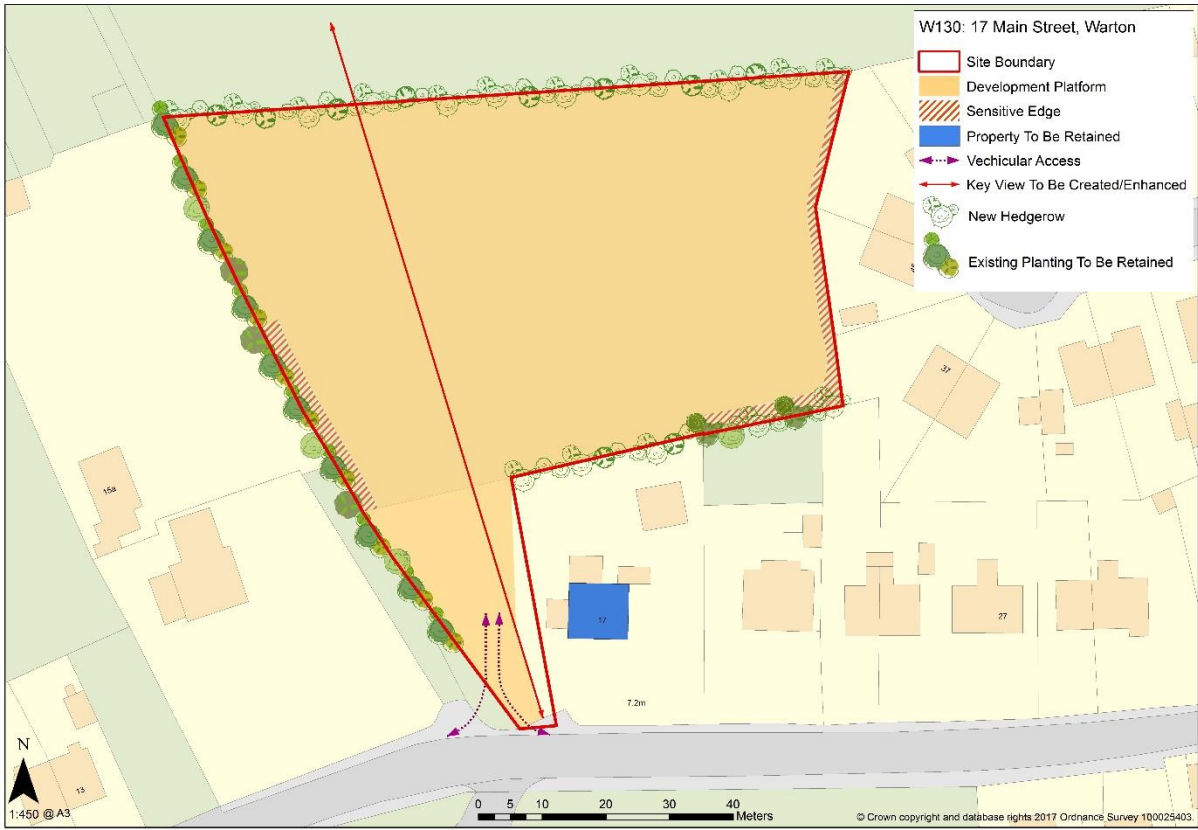 W130: 17 Main Street, Warton
Site Boundary
Development Platform
Sensitive Edge
Property To Be Retained
Vechicular Access
Key View To Be Created/Enhanced
New Hedgerow
Existing Planting To Be Retained
37
15a
17
27
7.2m
13
N
1:450 @ A3
0 5 10 20 30 40
Meters
© Crown copyright and database rights 2017 Ordnance Survey 100025403.